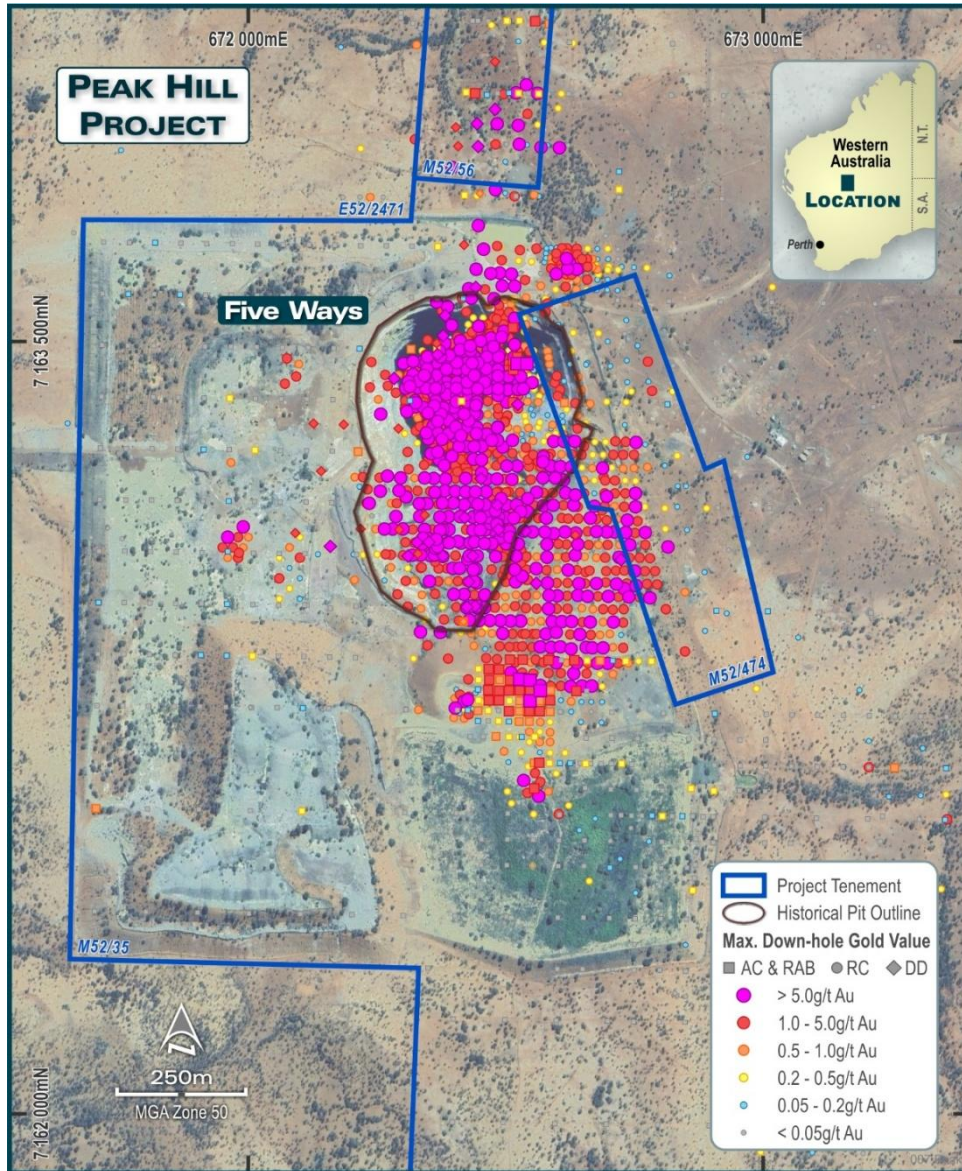 672 000mE
673 000mE
PEAK HILL
PROJECT
Western
Australia
LOCATION
Perth
N.T.
S.A.
M52/56
E52/2471
Five Ways
7 163 500mN
M52/474
M52/35
250m
MGA Zone 50
7 162 000mN
Project Tenement
Historical Pit Outline
Max. Down-hole Gold Value
AC & RAB RC DD
> 5.0g/t Au
1.0 - 5.0g/t Au
0.5 - 1.0g/t Au
0.2 - 0.5g/t Au
0.05 - 0.2g/t Au
< 0.05g/t Au